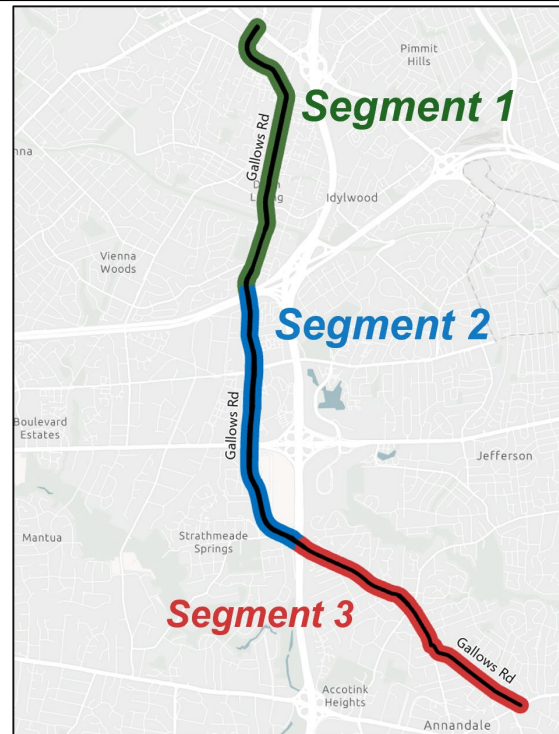 Pimmit
Hills
Segment 1
Gallows Rd
nna
Idylwood
Vienna
Woods
Segment 2
Gallows Rd
Boulevard
Estates
Jefferson
Mantua
Strathmeade
Springs
Segment 3
Gallows Rd
Accotink
Heights
Annandale